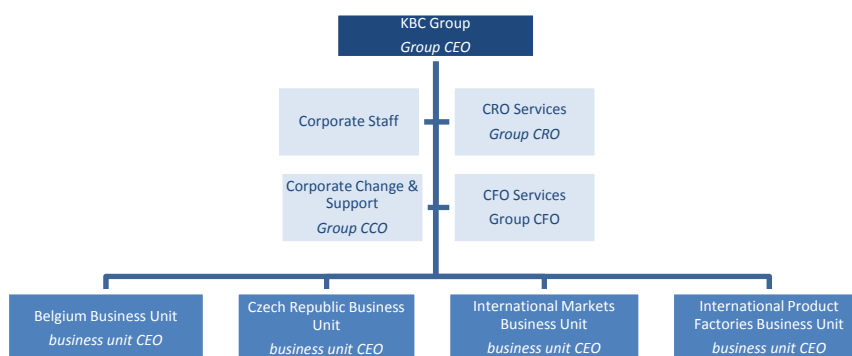 KBC Group
Group CEO
Corporate Staff
CRO Services
Group CRO
Corporate Change &
Support
Group CCO
CFO Services
Group CFO
Belgium Business Unit
business unit CEO
Czech Republic Business
Unit
business unit CEO
International Markets
Business Unit
business unit CEO
International Product
Factories Business Unit
business unit CEO